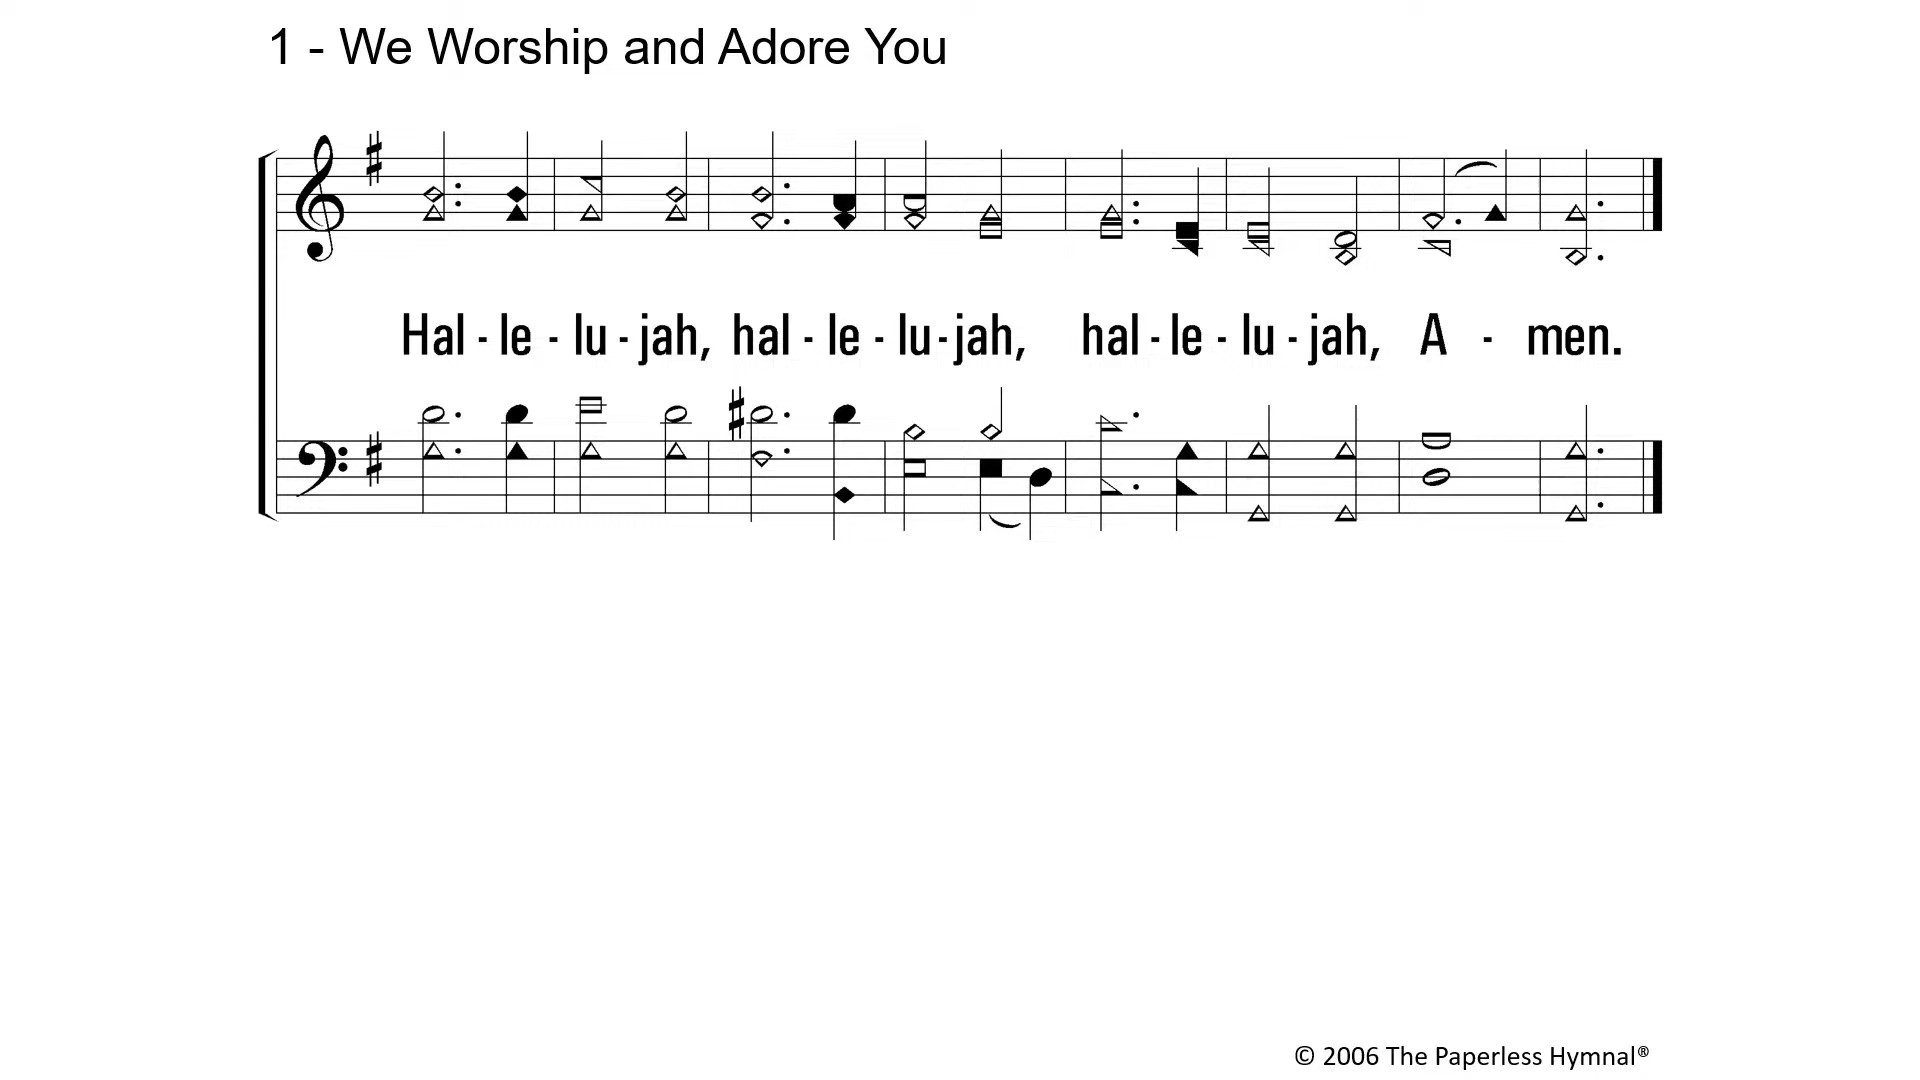 1 - We Worship and Adore You
Hal - le - lu - jah, hal - le - lu - jah, hal - le - lu - jah, A - men.
© 2006 The Paperless Hymnal®